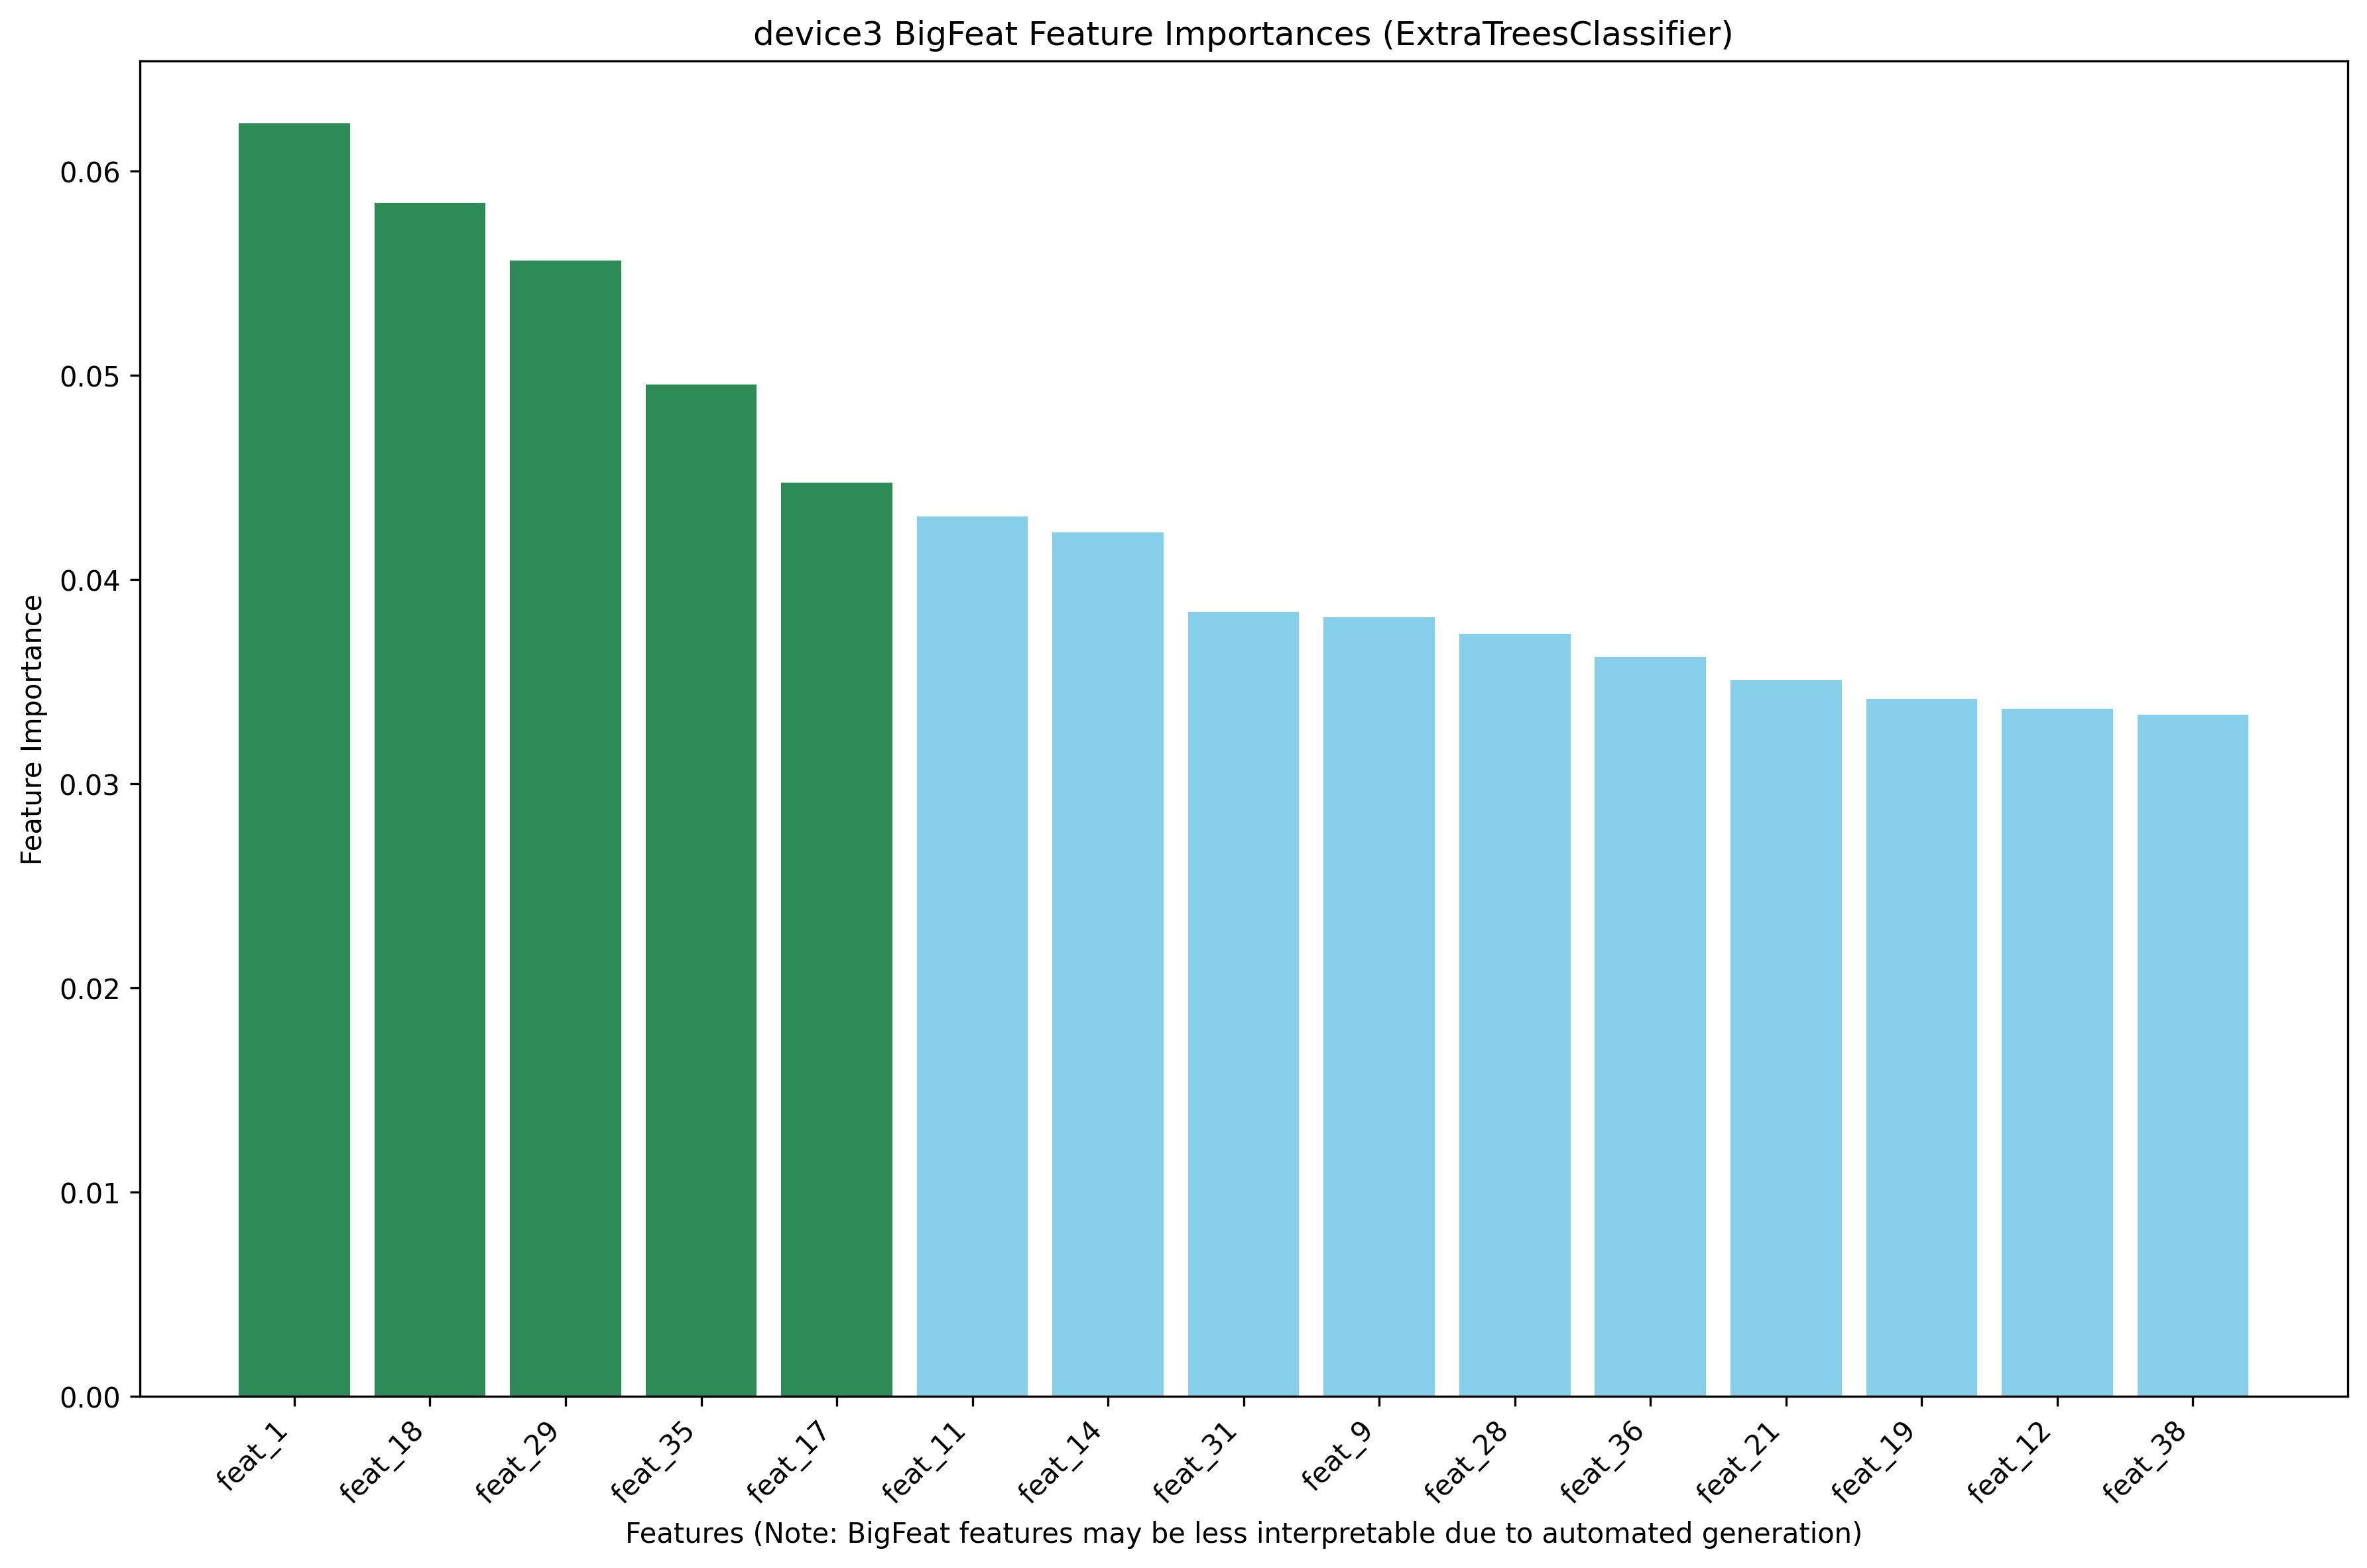 device3 BigFeat Feature Importances (ExtraTreesClassifier)
Feature Importance
0.06
0.05
0.04
0.03
0.02
0.01
0.00
feat_1
feat_18
feat_29
feat_35
feat_17
feat_11
feat_14
feat_31
feat_9
feat_28
feat_36
feat_21
feat_19
feat_12
feat_38
Features (Note: BigFeat features may be less interpretable due to automated generation)